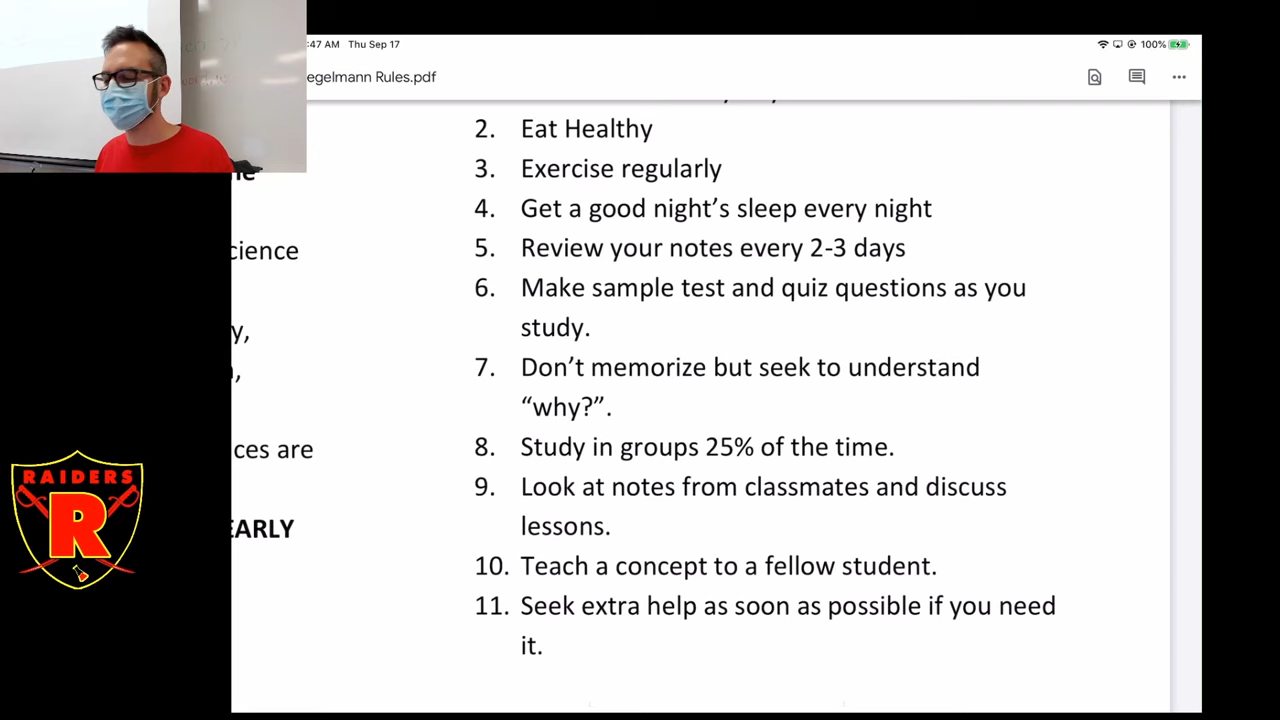 :47 AM Thu Sep 17
100%
egelmann Rules.pdf
2. Eat Healthy
3. Exercise regularly
4. Get a good night’s sleep every night
cience
5. Review your notes every 2-3 days
6. Make sample test and quiz questions as you
study.
y,
7. Don’t memorize but seek to understand
“why?”.
8. Study in groups 25% of the time.
ces are
9. Look at notes from classmates and discuss
lessons.
EARLY
10. Teach a concept to a fellow student.
11. Seek extra help as soon as possible if you need
it.
RAIDERS
R